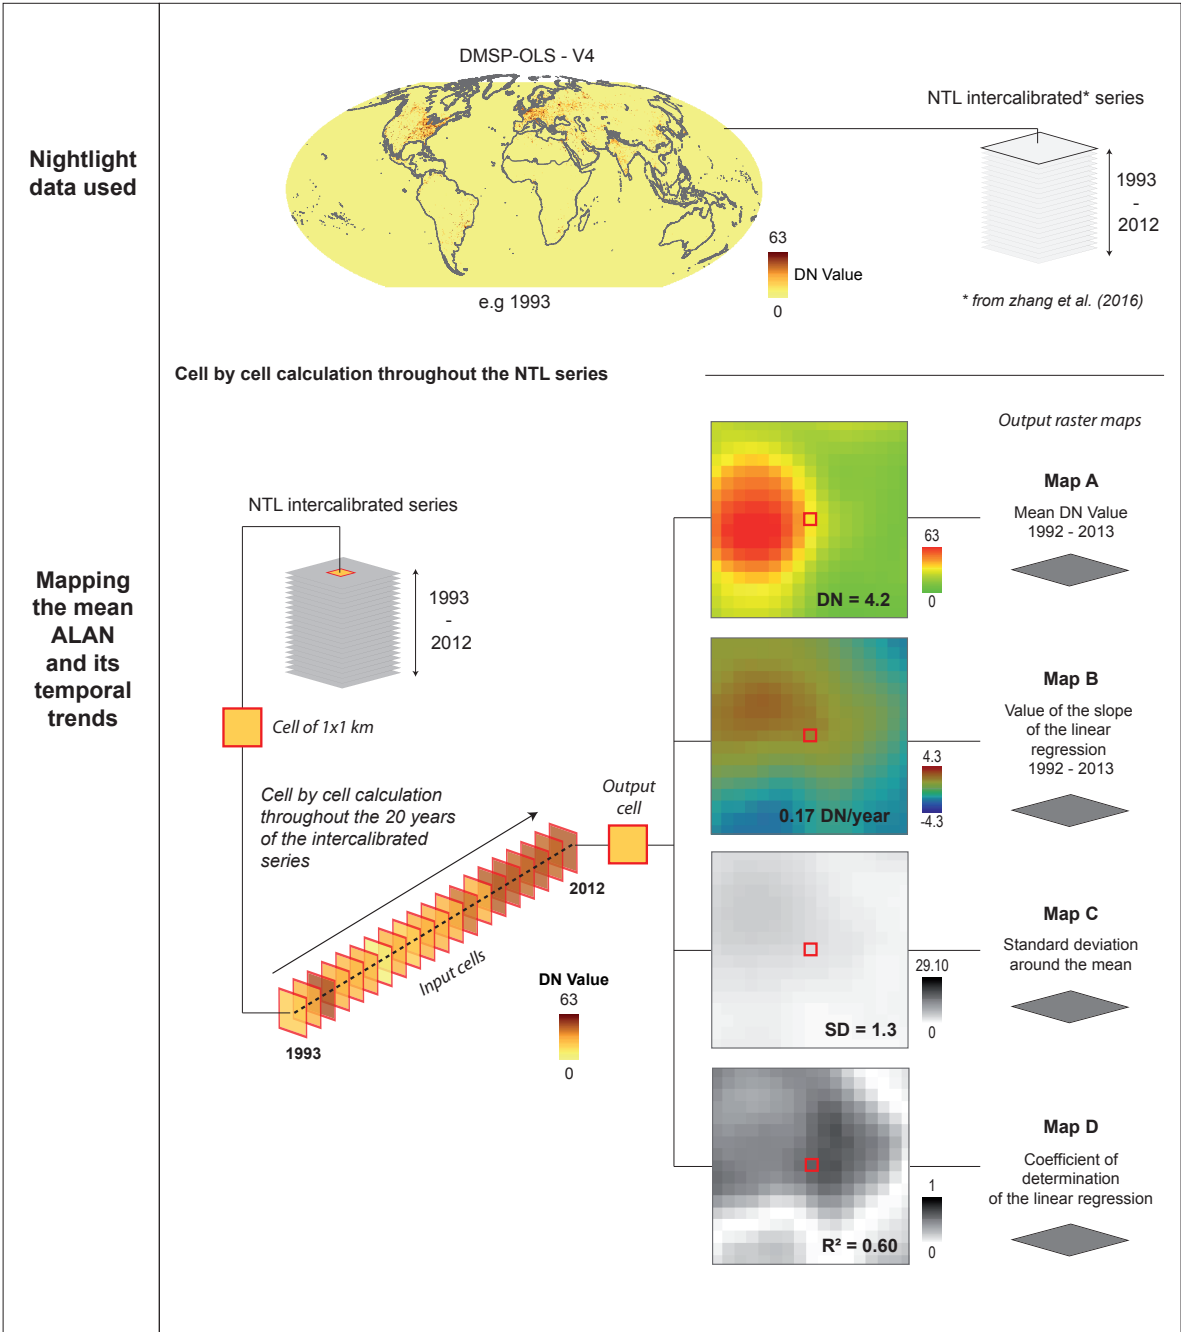 Nightlight
data used
DMSP-OLS - V4
63
DN Value
0
e.g 1993
NTL intercalibrated* series
1993
-
2012
* from zhang et al. (2016)
Mapping
the mean
ALAN
and its
temporal
trends
Cell by cell calculation throughout the NTL series
NTL intercalibrated series
1993
-
2012
Cell of 1x1 km
Cell by cell calculation
throughout the 20 years
of the intercalibrated
series
Output
cell
2012
Input cells
1993
DN Value
63
0
Output raster maps
DN = 4.2
63
0
Map A
Mean DN Value
1992 - 2013
0.17 DN/year
4.3
-4.3
Map B
Value of the slope
of the linear
regression
1992 - 2013
SD = 1.3
29.10
0
Map C
Standard deviation
around the mean
R² = 0.60
1
0
Map D
Coefficient of
determination
of the linear regression